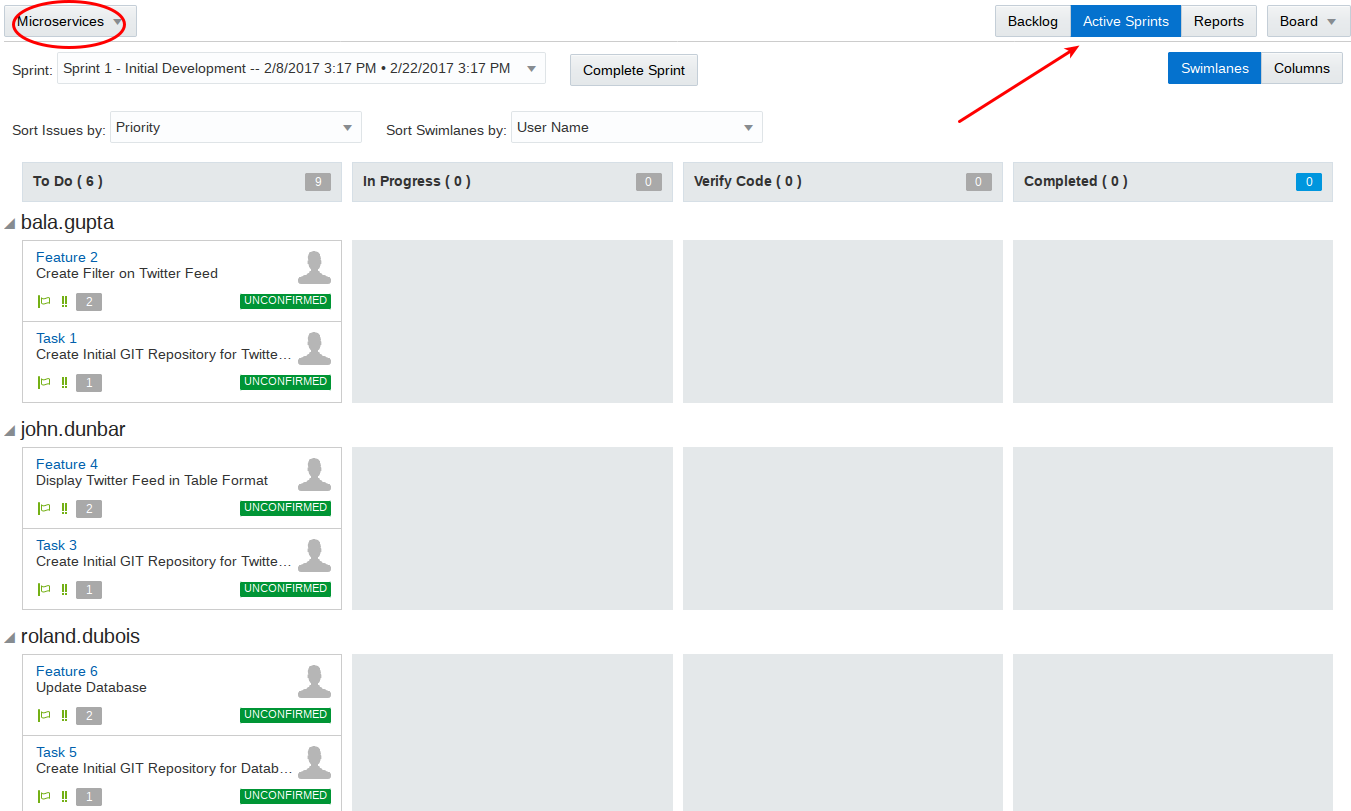 Microservices Backlog Active Sprints Reports Board
Sprint: Sprint 1 - Initial Development -- 2/8/2017 3:17 PM • 2/22/2017 3:17 PM Complete Sprint Swimlanes Columns
Sort Issues by: Priority Sort Swimlanes by: User Name
To Do ( 6 ) 9 In Progress ( 0 ) 0 Verify Code ( 0 ) 0 Completed ( 0 ) 0
bala.gupta
Feature 2
Create Filter on Twitter Feed
2 UNCONFIRMED
Task 1
Create Initial GIT Repository for Twitte…
1 UNCONFIRMED
john.dunbar
Feature 4
Display Twitter Feed in Table Format
2 UNCONFIRMED
Task 3
Create Initial GIT Repository for Twitte…
1 UNCONFIRMED
roland.dubois
Feature 6
Update Database
2 UNCONFIRMED
Task 5
Create Initial GIT Repository for Datab…
1 UNCONFIRMED